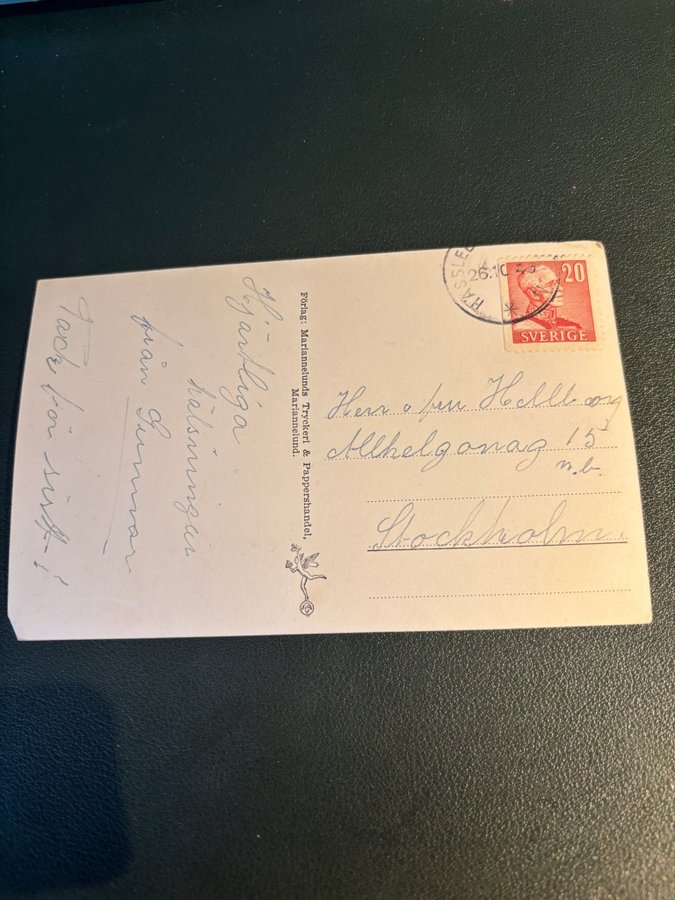 Hjärtliga
hälsningar
från Gunnar
Tack för sist!
Förlag: Mariannelunds Tryckeri & Pappershandel,
Mariannelund.
HASSLE
26.10
20
SVERIGE
Herr o fru Hellberg
Allhelgonag 15
n.b.
Stockholm.